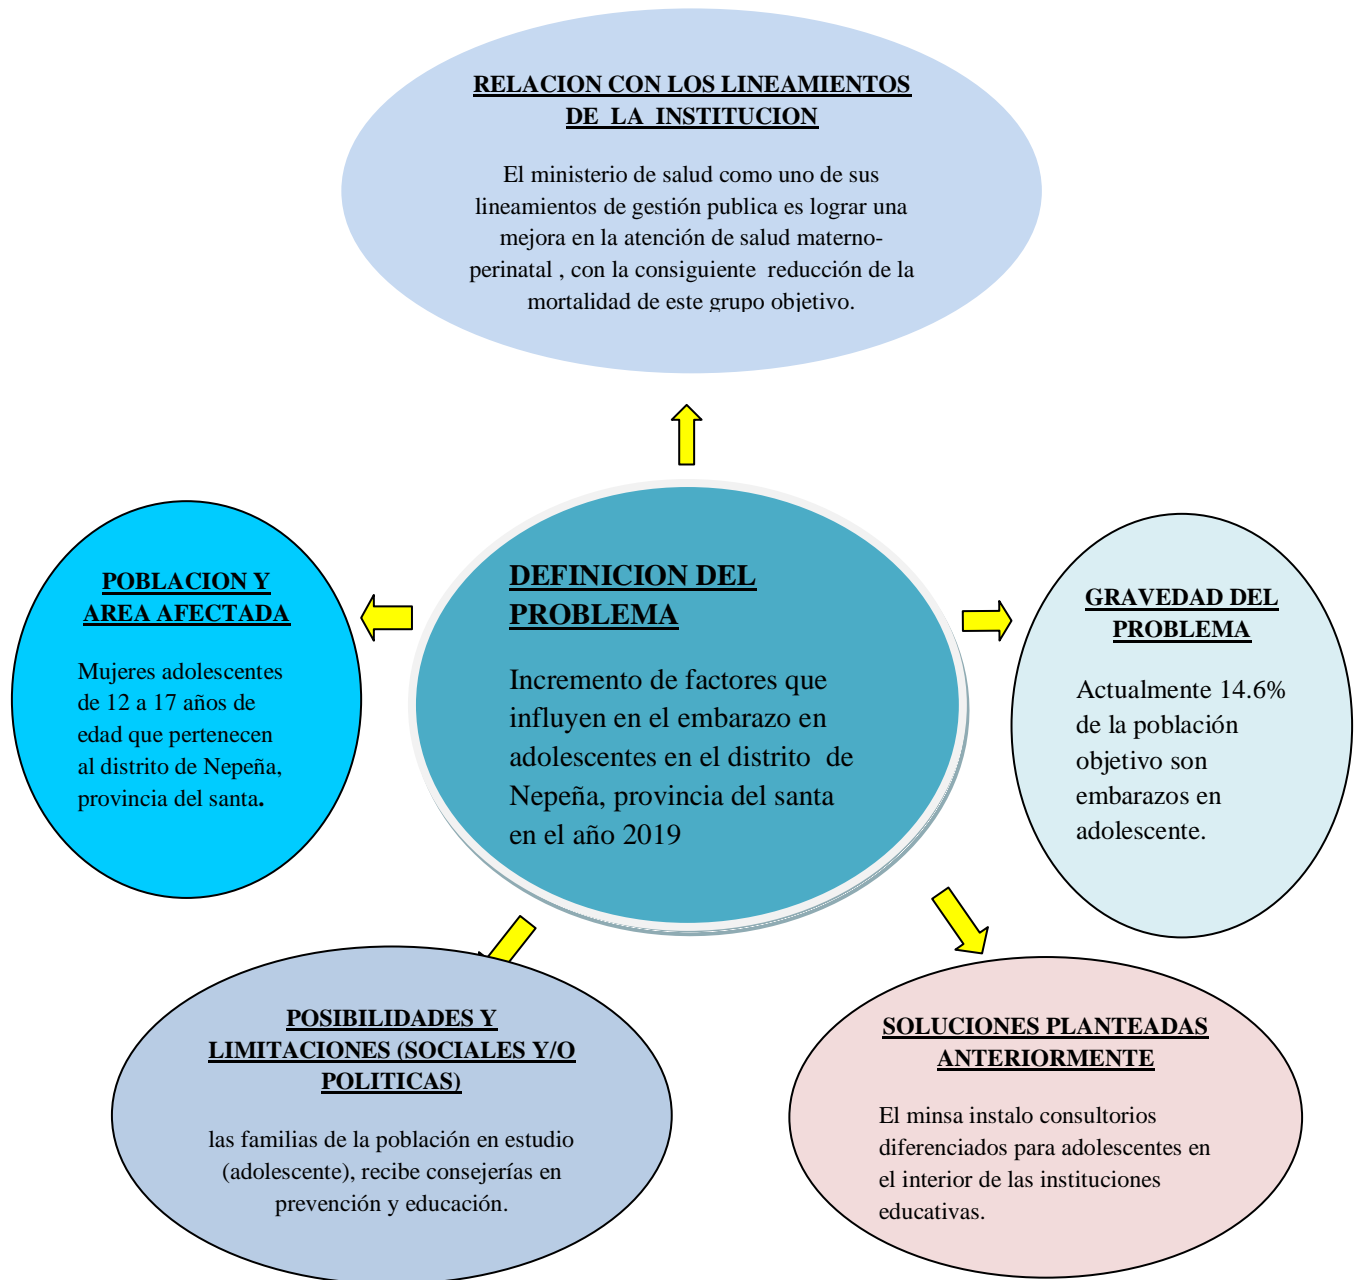 RELACION CON LOS LINEAMIENTOS
DE LA INSTITUCION
El ministerio de salud como uno de sus
lineamientos de gestión publica es lograr una
mejora en la atención de salud materno-
perinatal , con la consiguiente reducción de la
mortalidad de este grupo objetivo.
POBLACION Y
AREA AFECTADA
Mujeres adolescentes
de 12 a 17 años de
edad que pertenecen
al distrito de Nepeña,
provincia del santa.
DEFINICION DEL
PROBLEMA
Incremento de factores que
influyen en el embarazo en
adolescentes en el distrito de
Nepeña, provincia del santa
en el año 2019
GRAVEDAD DEL
PROBLEMA
Actualmente 14.6%
de la población
objetivo son
embarazos en
adolescente.
POSIBILIDADES Y
LIMITACIONES (SOCIALES Y/O
POLITICAS)
las familias de la población en estudio
(adolescente), recibe consejerías en
prevención y educación.
SOLUCIONES PLANTEADAS
ANTERIORMENTE
El minsa instalo consultorios
diferenciados para adolescentes en
el interior de las instituciones
educativas.